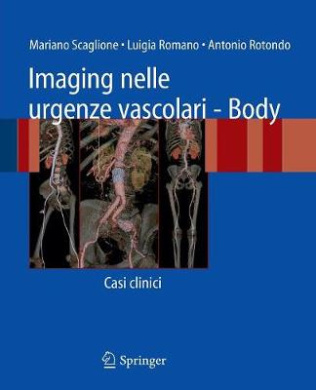 Mariano Scaglione • Luigia Romano • Antonio Rotondo
Imaging nelle
urgenze vascolari - Body
Casi clinici
Springer